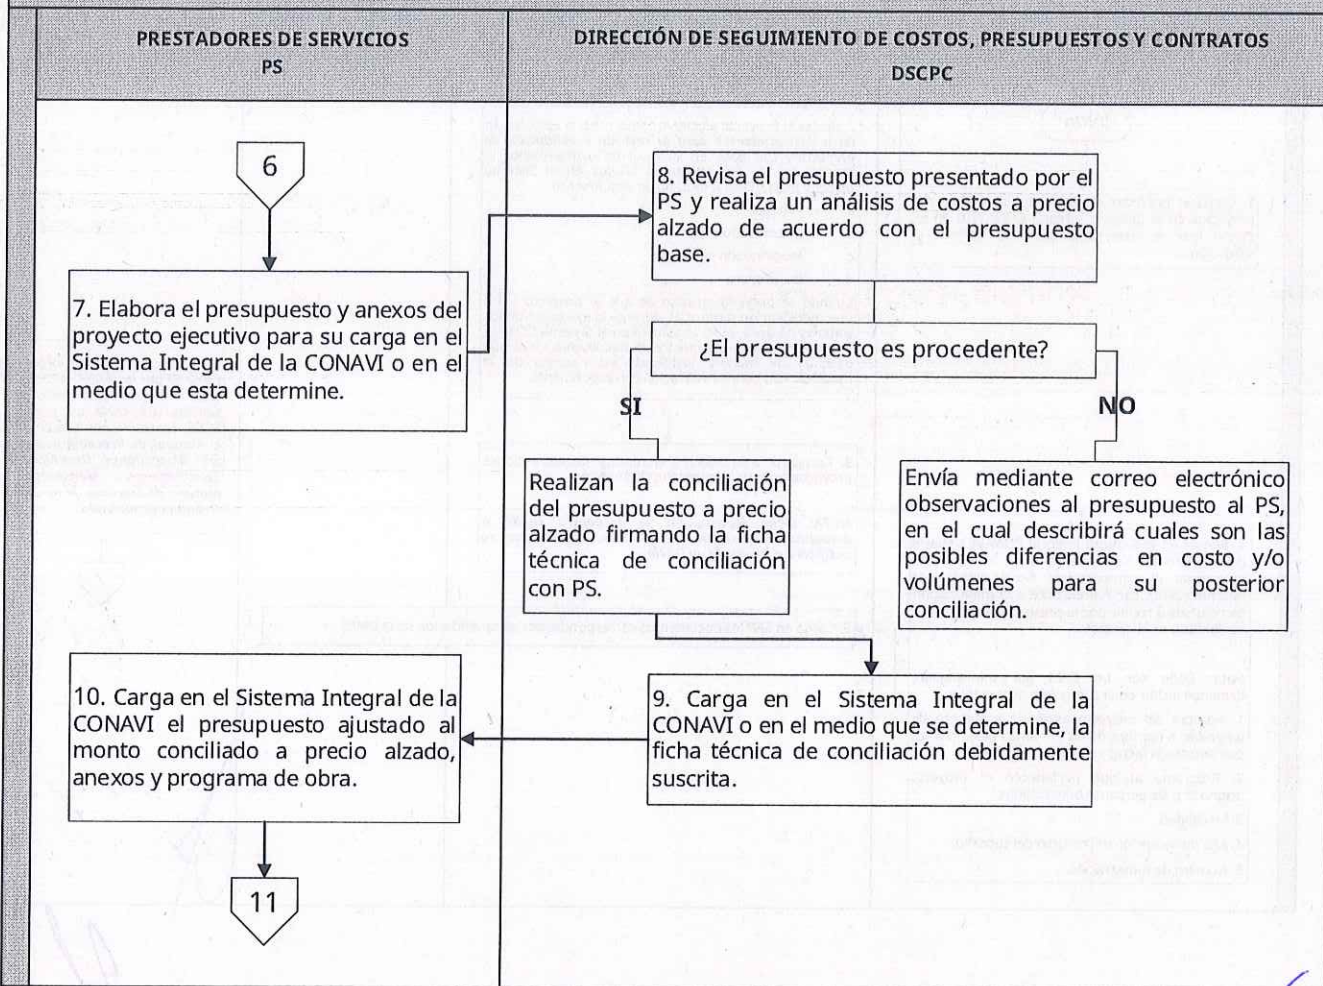 PRESTADORES DE SERVICIOS
PS
DIRECCIÓN DE SEGUIMIENTO DE COSTOS, PRESUPUESTOS Y CONTRATOS
DSCPC
6
7. Elabora el presupuesto y anexos del
proyecto ejecutivo para su carga en el
Sistema Integral de la CONAVI o en el
medio que esta determine.
8. Revisa el presupuesto presentado por el
PS y realiza un análisis de costos a precio
alzado de acuerdo con el presupuesto
base.
¿El presupuesto es procedente?
SI
NO
Realizan la conciliación
del presupuesto a precio
alzado firmando la ficha
técnica de conciliación
con PS.
Envía mediante correo electrónico
observaciones al presupuesto al PS,
en el cual describirá cuales son las
posibles diferencias en costo y/o
volúmenes para su posterior
conciliación.
9. Carga en el Sistema Integral de la
CONAVI o en el medio que se determine, la
ficha técnica de conciliación debidamente
suscrita.
10. Carga en el Sistema Integral de la
CONAVI el presupuesto ajustado al
monto conciliado a precio alzado,
anexos y programa de obra.
11